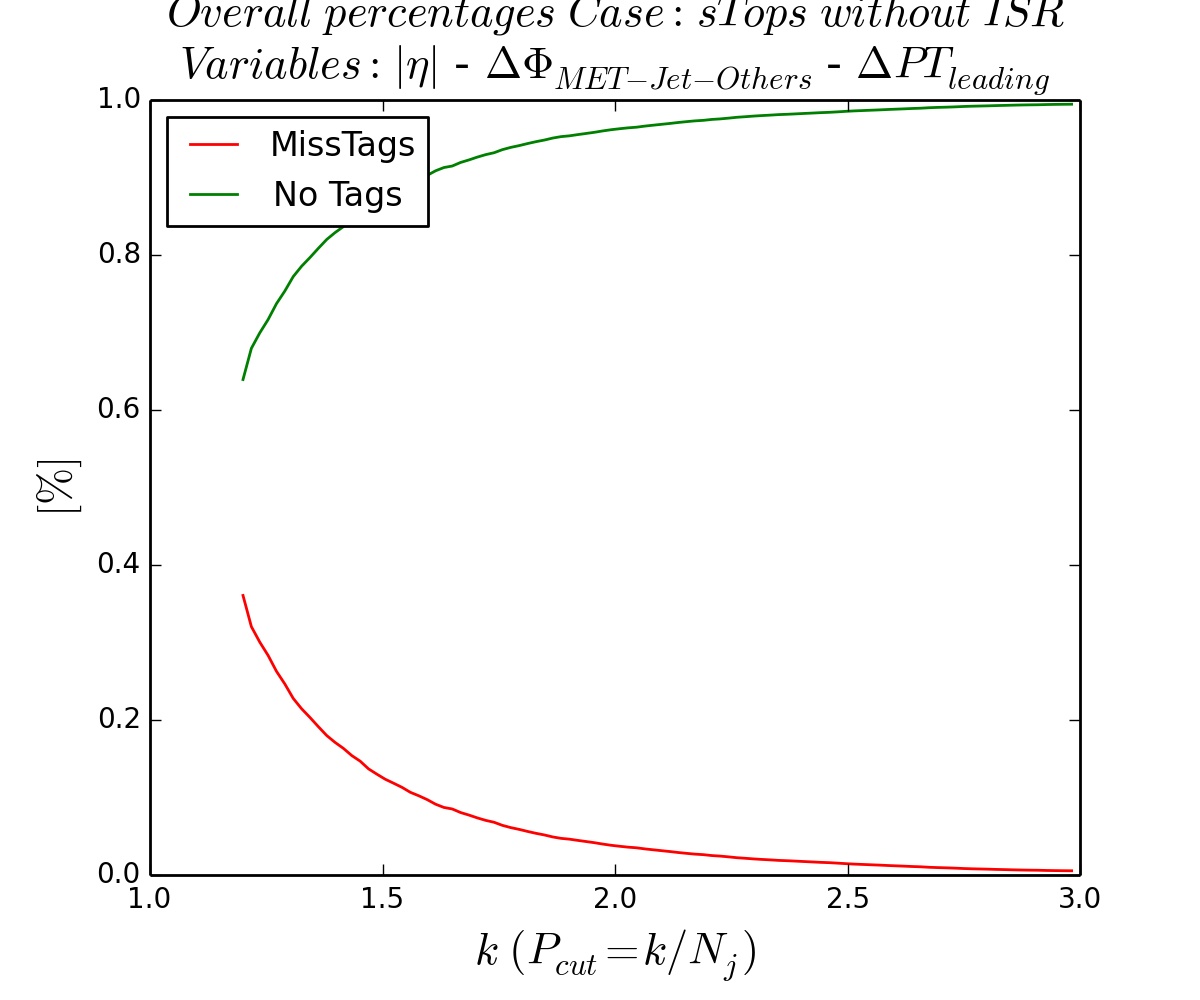 Overall percentages Case: sTops without ISR
Variables: |η| - ΔΦ_{MET-Jet-Others} - ΔPT_{leading}
1.0
MissTags
No Tags
0.8
0.6
[%]
0.4
0.2
0.0
1.0 1.5 2.0 2.5 3.0
k (P_{cut}=k/N_j)